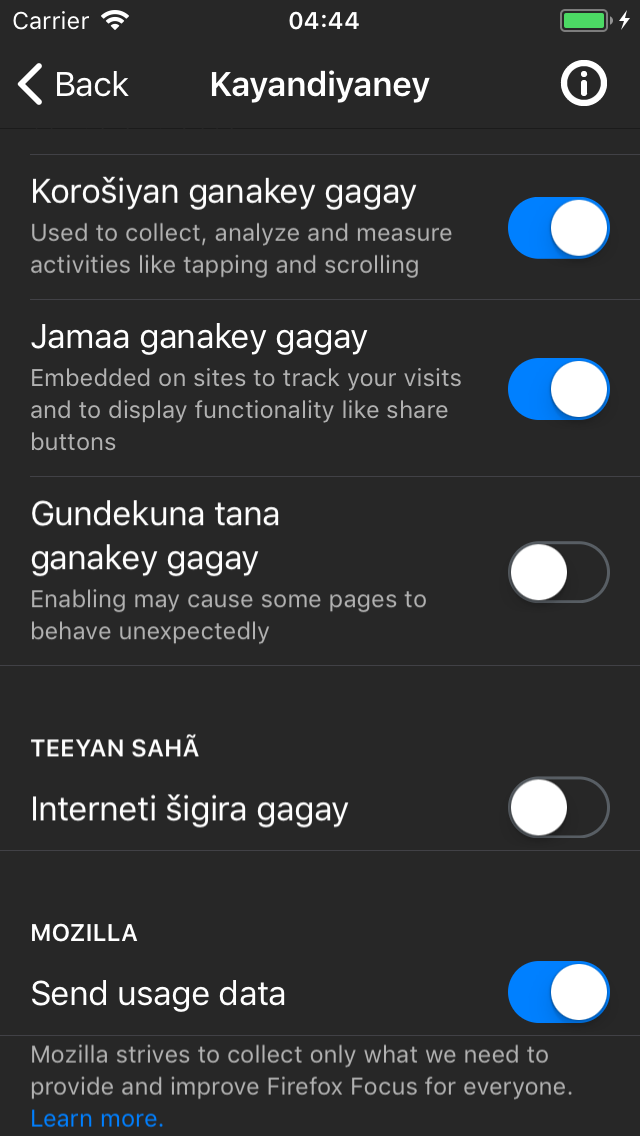 Carrier 04:44
Back Kayandiyaney
Korošiyan ganakey gagay
Used to collect, analyze and measure
activities like tapping and scrolling
Jamaa ganakey gagay
Embedded on sites to track your visits
and to display functionality like share
buttons
Gundekuna tana
ganakey gagay
Enabling may cause some pages to
behave unexpectedly
TEEYAN SAHÃ
Interneti šigira gagay
MOZILLA
Send usage data
Mozilla strives to collect only what we need to
provide and improve Firefox Focus for everyone.
Learn more.